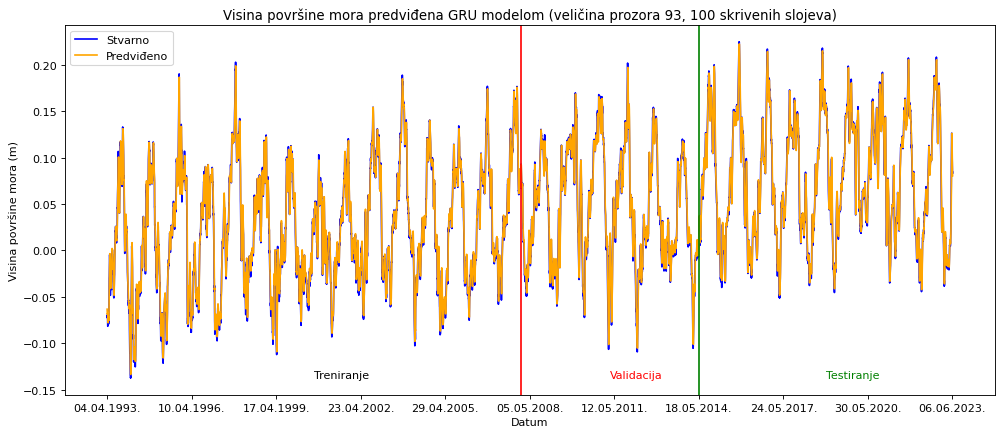 Visina površine mora predviđena GRU modelom (veličina prozora 93, 100 skrivenih slojeva)
Stvarno
Predviđeno
Visina površine mora (m)
0.20
0.15
0.10
0.05
0.00
−0.05
−0.10
−0.15
Treniranje
Validacija
Testiranje
04.04.1993. 10.04.1996. 17.04.1999. 23.04.2002. 29.04.2005. 05.05.2008. 12.05.2011. 18.05.2014. 24.05.2017. 30.05.2020. 06.06.2023.
Datum